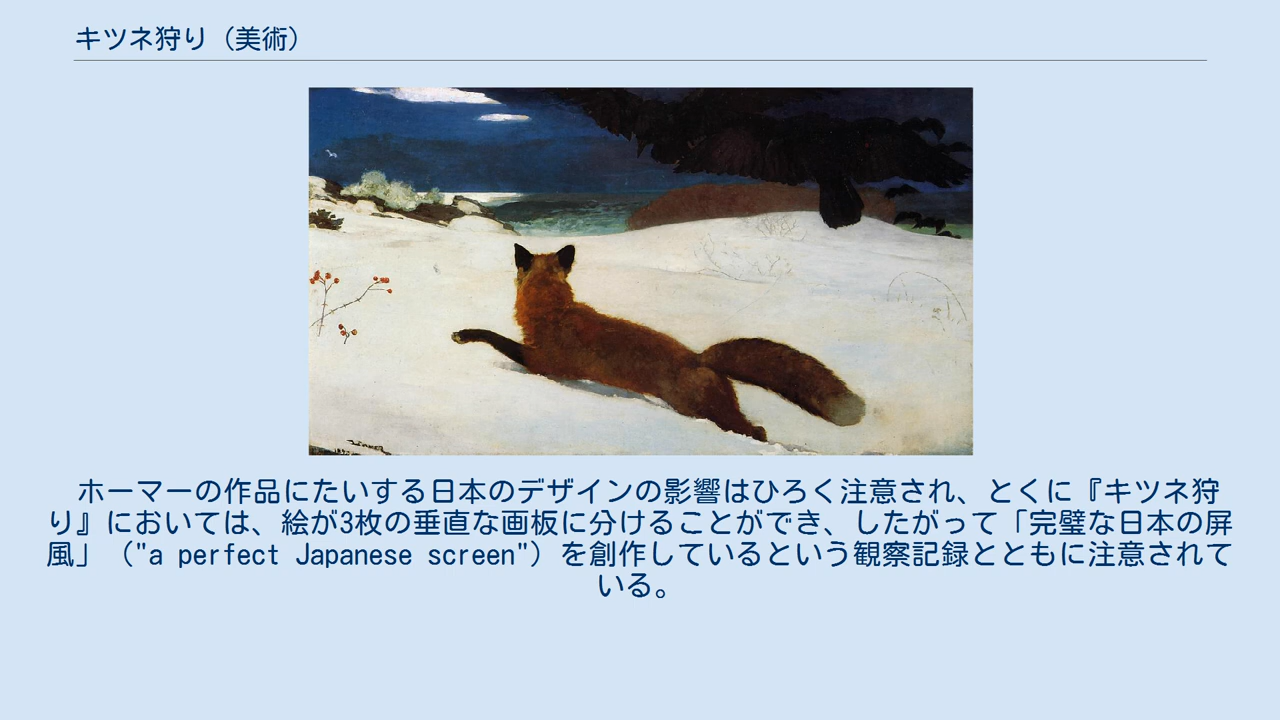 キツネ狩り（美術）
ホーマーの作品にたいする日本のデザインの影響はひろく注意され、とくに『キツネ狩
り』においては、絵が3枚の垂直な画板に分けることができ、したがって「完璧な日本の屏
風」（"a perfect Japanese screen"）を創作しているという観察記録とともに注意されて
いる。